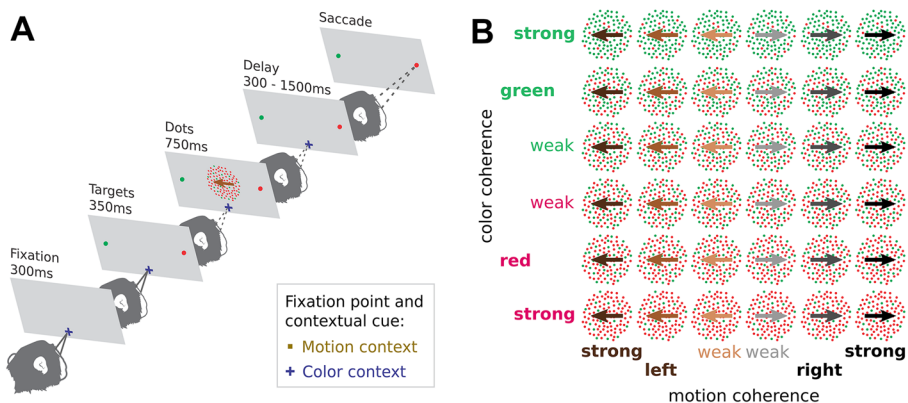 A
Saccade
Delay
300 - 1500ms
Dots
750ms
Targets
350ms
Fixation
300ms
Fixation point and
contextual cue:
Motion context
Color context
B
color coherence
strong
green
weak
weak
red
strong
strong
left
weak
weak
right
strong
motion coherence